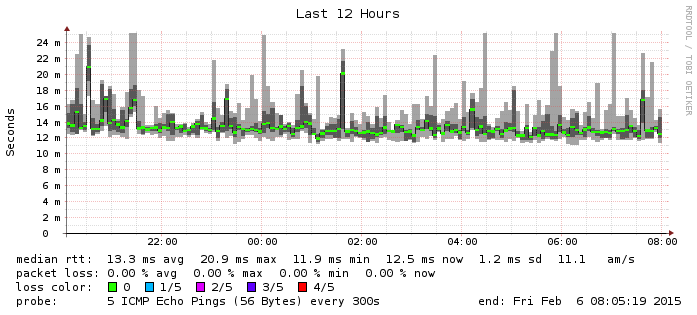 Last 12 Hours
RRDTOOL / TOBI OETIKER
Seconds
24 m
22 m
20 m
18 m
16 m
14 m
12 m
10 m
8 m
6 m
4 m
2 m
0
22:00 00:00 02:00 04:00 06:00 08:00
median rtt: 13.3 ms avg 20.9 ms max 11.9 ms min 12.5 ms now 1.2 ms sd 11.1 am/s
packet loss: 0.00 % avg 0.00 % max 0.00 % min 0.00 % now
loss color: 0 1/5 2/5 3/5 4/5
probe: 5 ICMP Echo Pings (56 Bytes) every 300s end: Fri Feb 6 08:05:19 2015